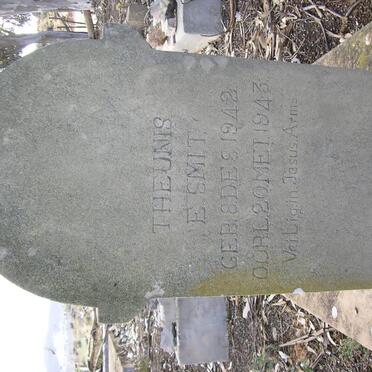 THEUNIS
E SMIT,
GEB. 8 DES. 1942
OORL. 20 MEI 1943
Veilig in Jesus Arms